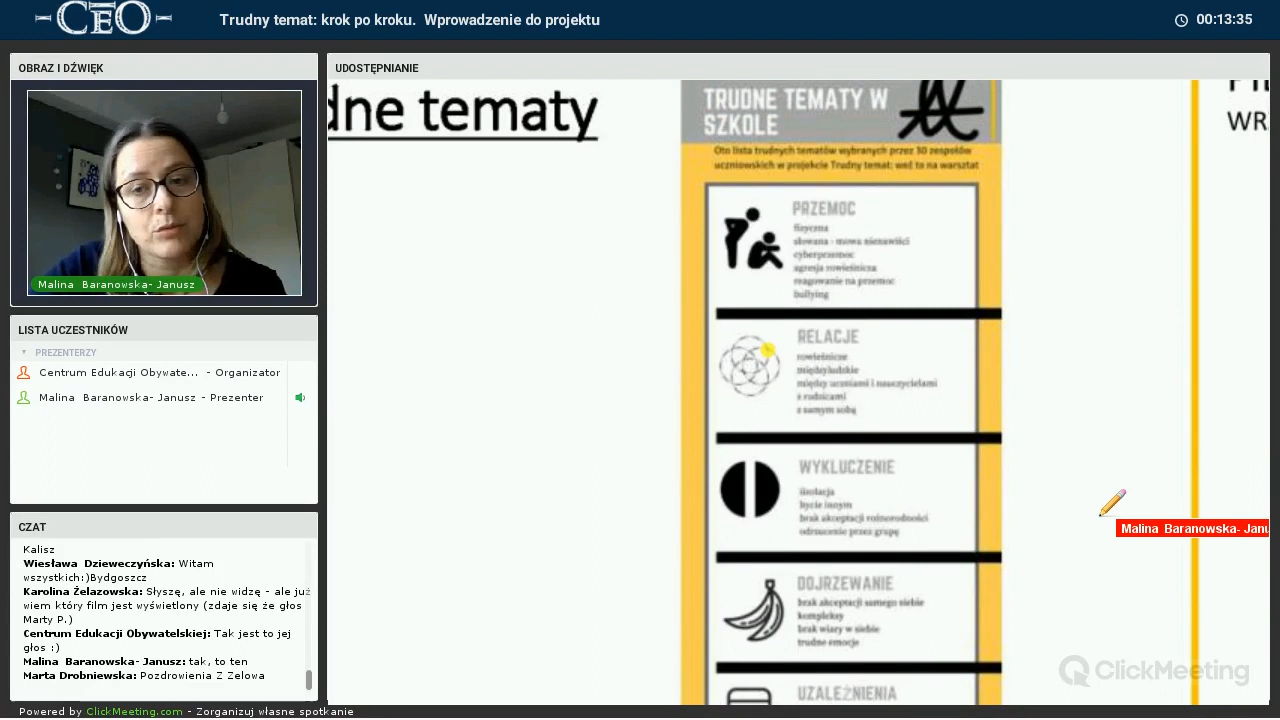 CEO
Trudny temat: krok po kroku. Wprowadzenie do projektu
00:13:35
OBRAZ I DŹWIĘK
Malina Baranowska- Janusz
LISTA UCZESTNIKÓW
PREZENTERZY
Centrum Edukacji Obywate... - Organizator
Malina Baranowska- Janusz - Presenter
CZAT
Kalisz
Wiesława Dzieweczyńska: Witam
wszystkich:)Bydgoszcz
Karolina Żelazowska: Słyszę, ale nie widzę - ale już
wiem który film jest wyświetlony (zdaje się że głos
Marty P.)
Centrum Edukacji Obywatelskiej: Tak jest to jej
głos :)
Malina Baranowska- Janusz: tak, to ten
Marta Drobniewska: Pozdrowienia Z Zelowa
UDOSTĘPNIANIE
dne tematy
TRUDNE TEMATY W
SZKOLE
Oto lista trudnych tematów wybranych przez 30 zespołów
uczniowskich w projekcie Trudny temat: weź to na warsztat
PRZEMOC
fizyczna
słowana - mowa nienawiści
cyberprzemoc
agresja rówieśnicza
reagowanie na przemoc
bullying
RELACJE
rówieśnicze
międzyludzkie
między uczniami i nauczycielami
z rodzicami
z samym sobą
WYKLUCZENIE
izolacja
bycie innym
brak akceptacji różnorodności
odrzucenie przez grupę
DOJRZEWANIE
brak akceptacji samego siebie
kompleksy
brak wiary w siebie
trudne emocje
UZALEŻNIENIA
WR
Malina Baranowska- Janu
ClickMeeting
Powered by ClickMeeting.com - Zorganizuj własne spotkanie